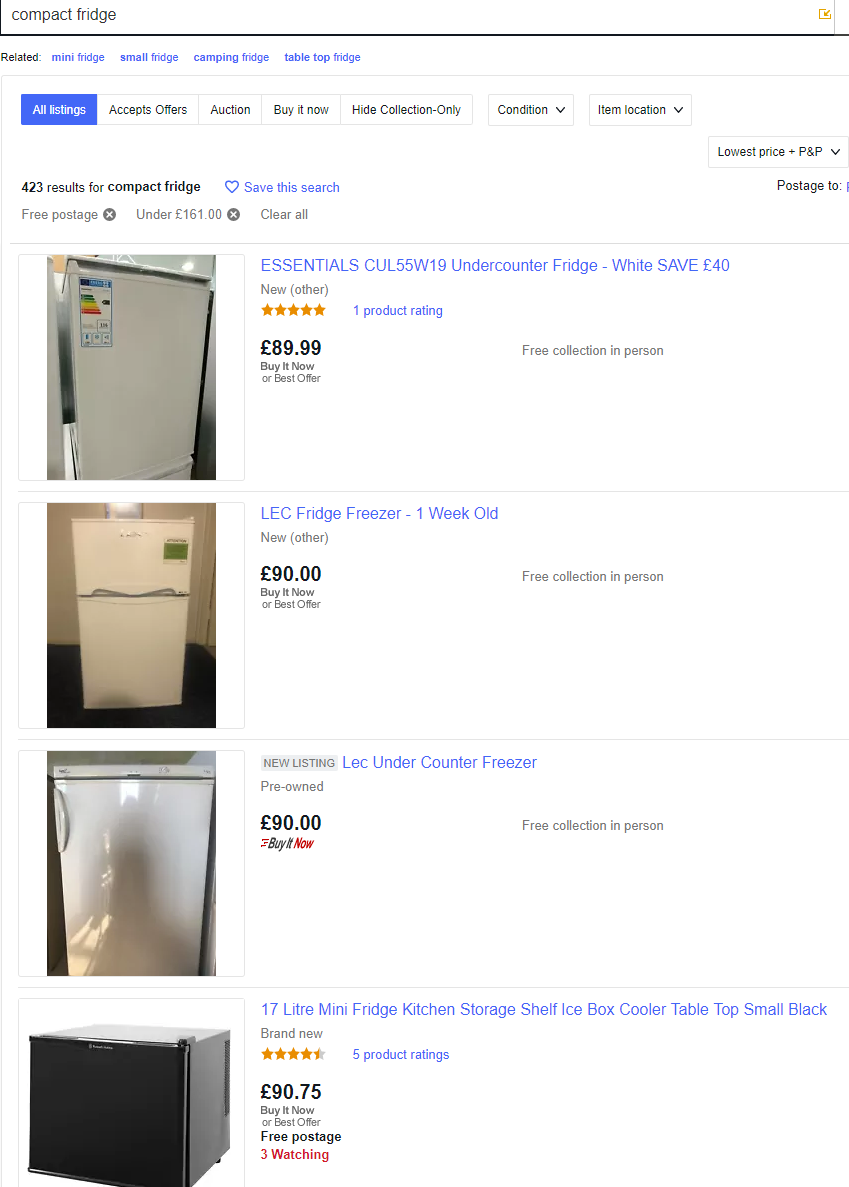 compact fridge
Related: mini fridge small fridge camping fridge table top fridge
All listings Accepts Offers Auction Buy it now Hide Collection-Only Condition Item location
Lowest price + P&P
423 results for compact fridge Save this search Postage to:
Free postage Under £161.00 Clear all
ESSENTIALS CUL55W19 Undercounter Fridge - White SAVE £40
New (other)
1 product rating
£89.99 Free collection in person
Buy It Now
or Best Offer
LEC Fridge Freezer - 1 Week Old
New (other)
£90.00 Free collection in person
Buy It Now
or Best Offer
NEW LISTING Lec Under Counter Freezer
Pre-owned
£90.00 Free collection in person
Buy It Now
17 Litre Mini Fridge Kitchen Storage Shelf Ice Box Cooler Table Top Small Black
Brand new
5 product ratings
£90.75
Buy It Now
or Best Offer
Free postage
3 Watching